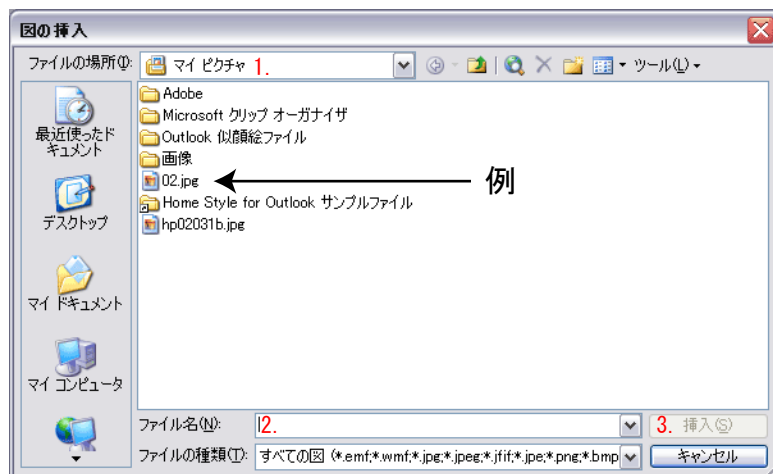 図の挿入
ファイルの場所(I):
マイ ピクチャ 1.
ツール(L)
最近使ったドキュメント
デスクトップ
マイ ドキュメント
マイ コンピュータ
Adobe
Microsoft クリップ オーガナイザ
Outlook 似顔絵ファイル
画像
02.jpg
例
Home Style for Outlook サンプルファイル
hp02031b.jpg
ファイル名(N):
2.
3. 挿入(S)
ファイルの種類(T):
すべての図 (*.emf;*.wmf;*.jpg;*.jpeg;*.jfif;*.jpe;*.png;*.bmp
キャンセル